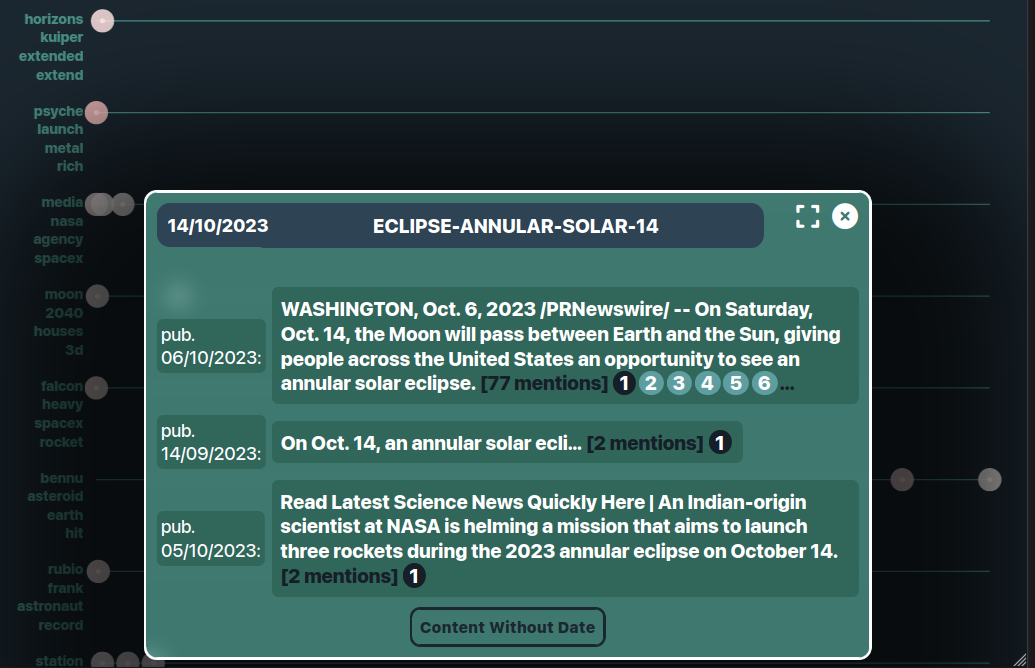 horizons
kuiper
extended
extend
psyche
launch
metal
rich
media
nasa
agency
spacex
moon
2040
houses
3d
falcon
heavy
spacex
rocket
bennu
asteroid
earth
hit
rubio
frank
astronaut
record
station
14/10/2023 ECLIPSE-ANNULAR-SOLAR-14
pub.
06/10/2023:
WASHINGTON, Oct. 6, 2023 /PRNewswire/ -- On Saturday,
Oct. 14, the Moon will pass between Earth and the Sun, giving
people across the United States an opportunity to see an
annular solar eclipse. [77 mentions] 1 2 3 4 5 6 ...
pub.
14/09/2023:
On Oct. 14, an annular solar ecli... [2 mentions] 1
pub.
05/10/2023:
Read Latest Science News Quickly Here | An Indian-origin
scientist at NASA is helming a mission that aims to launch
three rockets during the 2023 annular eclipse on October 14.
[2 mentions] 1
Content Without Date